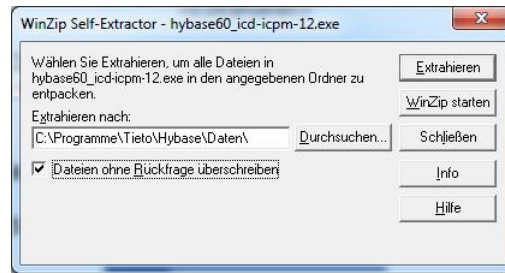 WinZip Self-Extractor - hybase60_icd-icpm-12.exe
Wählen Sie Extrahieren, um alle Dateien in
hybase60_icd-icpm-12.exe in den angegebenen Ordner zu
entpacken.
Extrahieren nach:
C:\Programme\Tieto\Hybase\Daten\
Durchsuchen...
Dateien ohne Rückfrage überschreiben
Extrahieren
WinZip starten
Schließen
Info
Hilfe